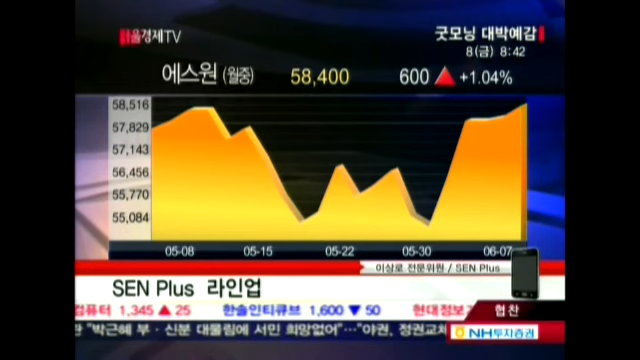 서울경제TV
굿모닝 대박예감
8(금) 8:42
에스원 (월중) 58,400 600 ▲ +1.04%
58,516
57,829
57,143
56,456
55,770
55,084
05-08 05-15 05-22 05-30 06-07
이상로 전문위원 / SEN Plus
SEN Plus 라인업
컴퓨터 1,345 ▲ 25 한솔인티큐브 1,600 ▼ 50 현대정보
협찬
"박근혜 부·신분 대물림에 서민 희망없어"…"야권, 정권교체
NH투자증권